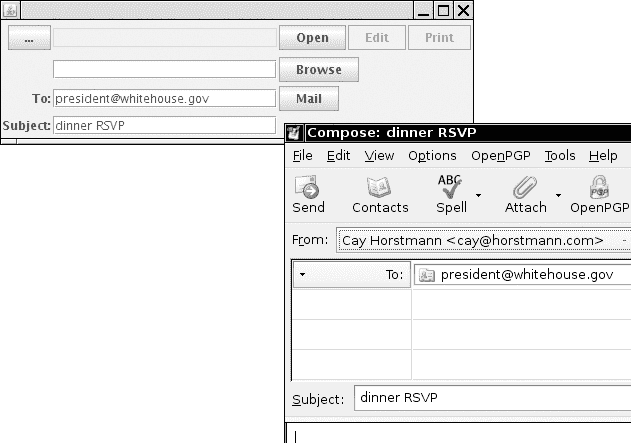 ... Open Edit Print
Browse
To: president@whitehouse.gov Mail
Subject: dinner RSVP
Compose: dinner RSVP
File Edit View Options OpenPGP Tools Help
ABC PGP
Send Contacts Spell Attach OpenPGP
From: Cay Horstmann <cay@horstmann.com> -
To: president@whitehouse.gov
Subject: dinner RSVP